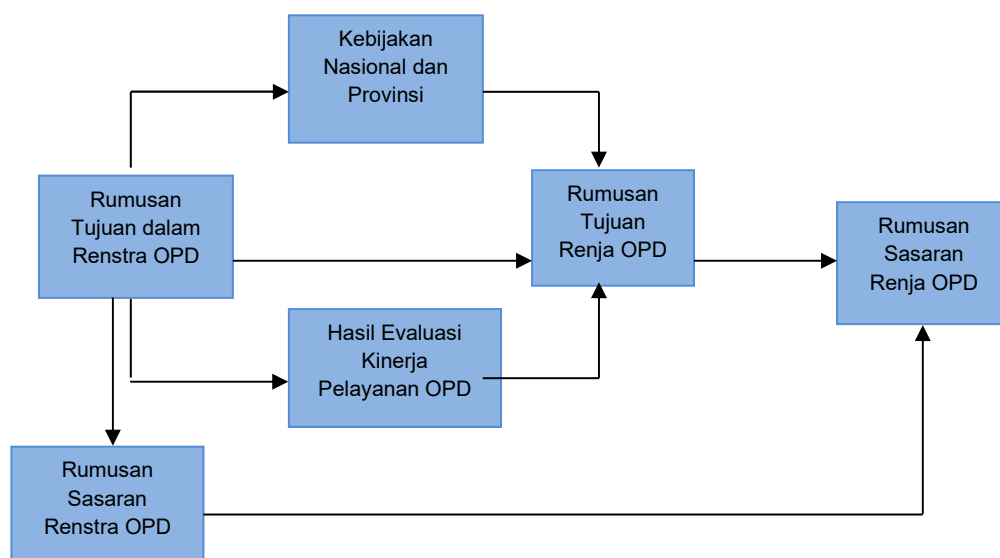 Kebijakan
Nasional dan
Provinsi
Rumusan
Tujuan dalam
Renstra OPD
Rumusan
Tujuan
Renja OPD
Rumusan
Sasaran
Renja OPD
Hasil Evaluasi
Kinerja
Pelayanan OPD
Rumusan
Sasaran
Renstra OPD